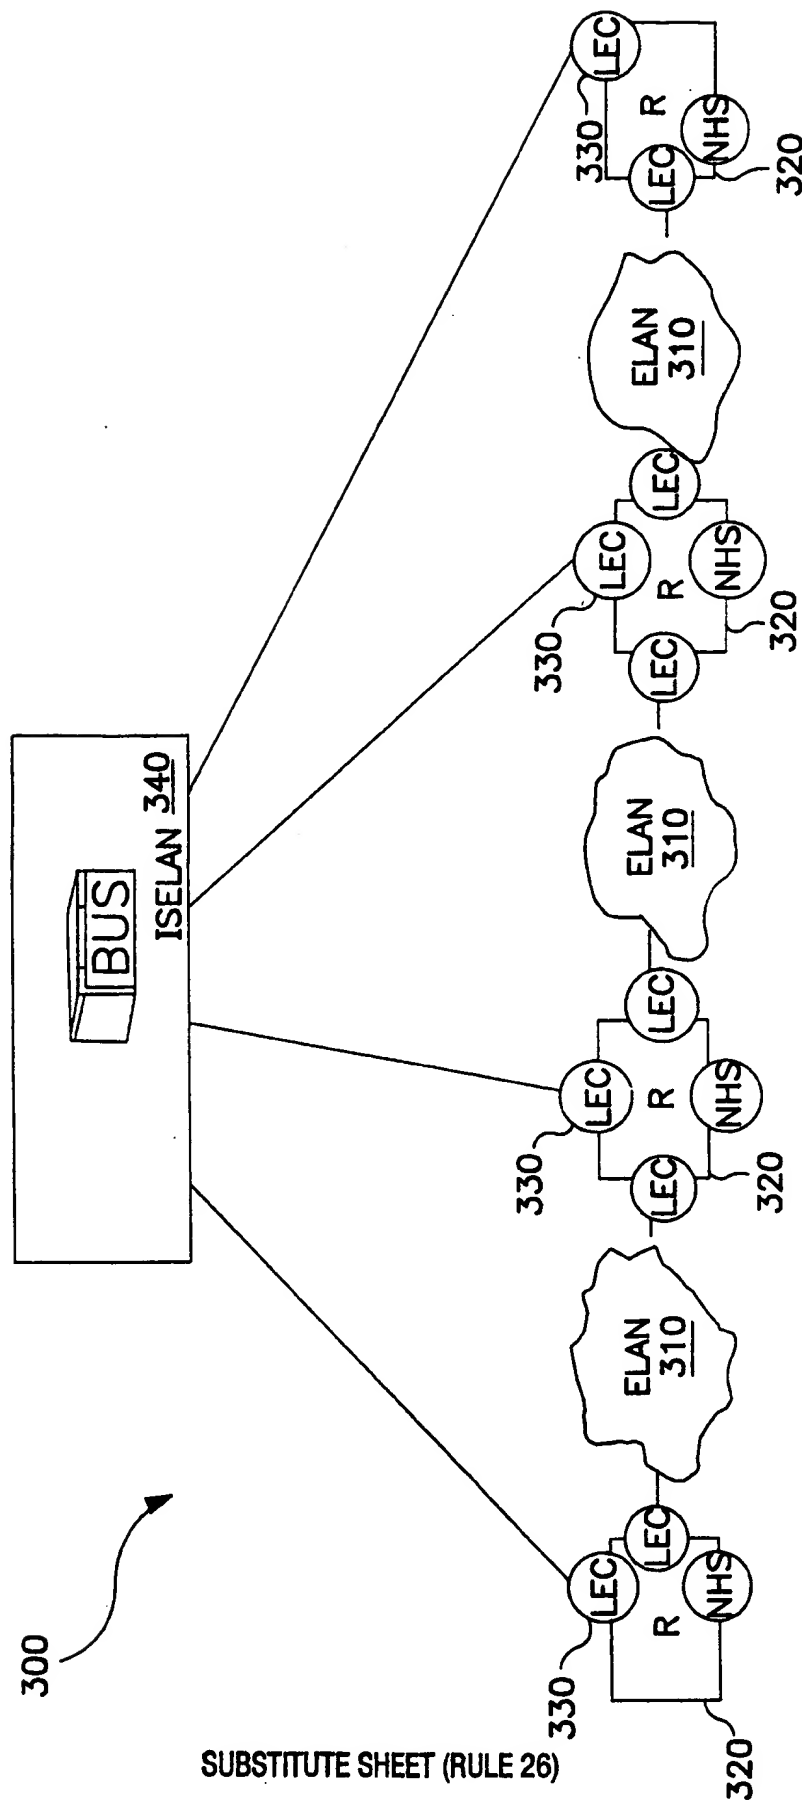 300
BUS
ISELAN 340
330
LEC
LEC
R
NHS
320
ELAN
310
330
LEC
LEC
LEC
R
NHS
320
ELAN
310
330
LEC
LEC
LEC
R
NHS
320
ELAN
310
330
LEC
LEC
R
NHS
320
SUBSTITUTE SHEET (RULE 26)